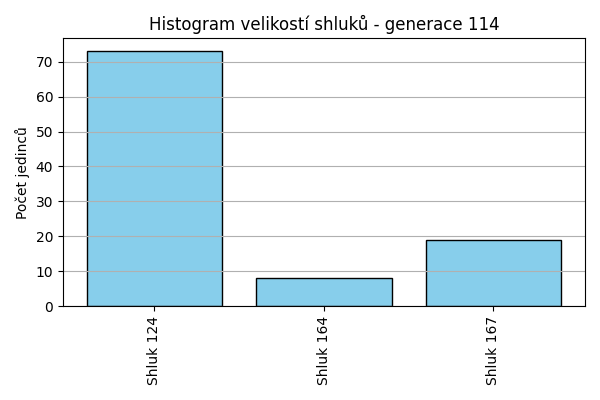 Histogram velikostí shluků - generace 114
Počet jedinců
70
60
50
40
30
20
10
0
Shluk 124
Shluk 164
Shluk 167